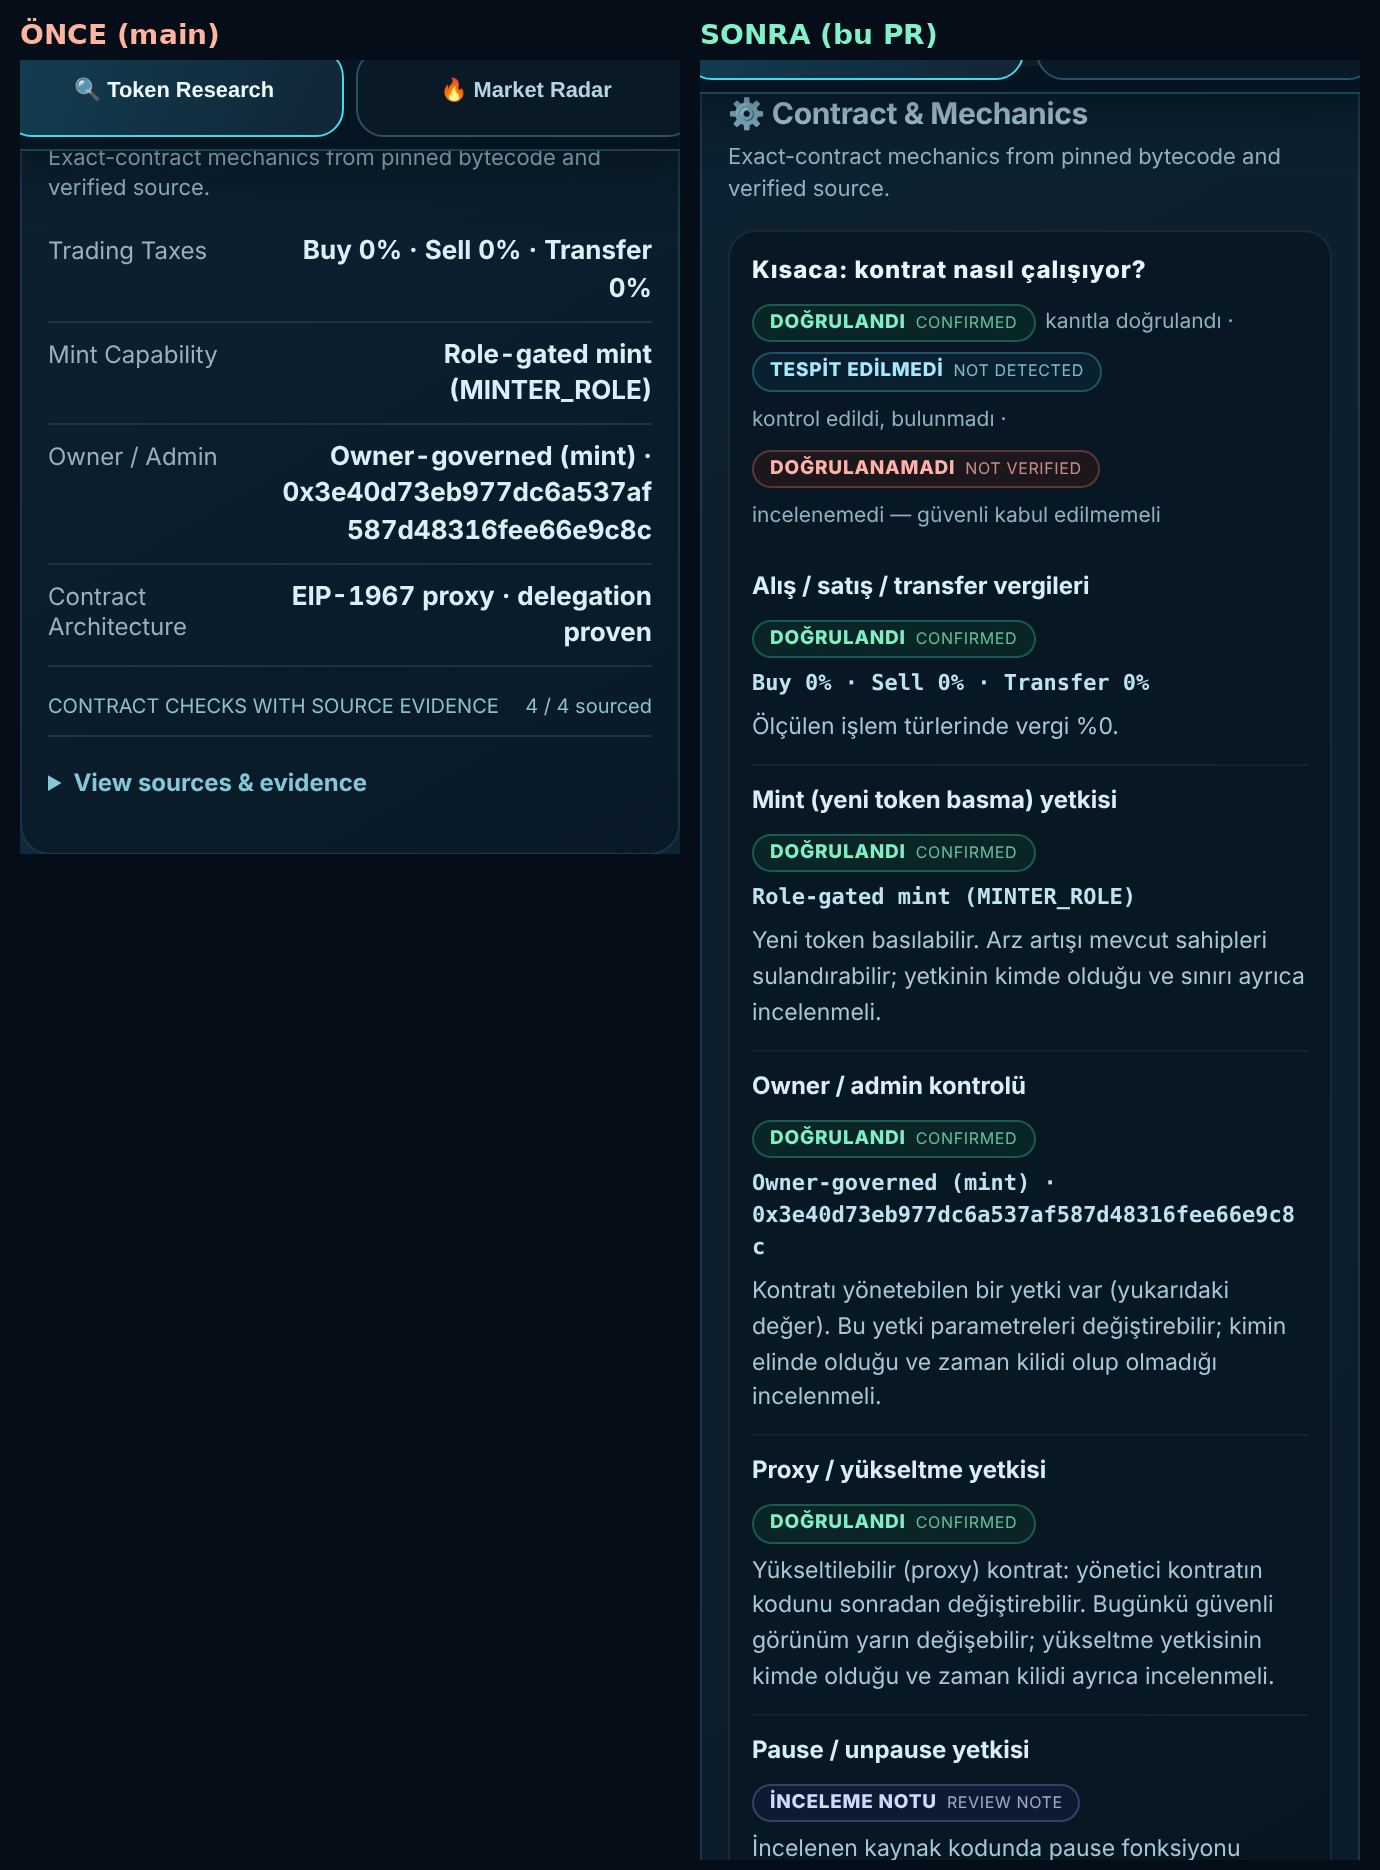 ÖNCE (main)
🔍 Token Research
🔥 Market Radar
Exact-contract mechanics from pinned bytecode and
verified source.
Trading Taxes
Buy 0% · Sell 0% · Transfer
0%
Mint Capability
Role-gated mint
(MINTER_ROLE)
Owner / Admin
Owner-governed (mint) ·
0x3e40d73eb977dc6a537af
587d48316fee66e9c8c
Contract
Architecture
EIP-1967 proxy · delegation
proven
CONTRACT CHECKS WITH SOURCE EVIDENCE 4 / 4 sourced
▶ View sources & evidence
SONRA (bu PR)
⚙️ Contract & Mechanics
Exact-contract mechanics from pinned bytecode and
verified source.
Kısaca: kontrat nasıl çalışıyor?
DOĞRULANDI CONFIRMED kanıtla doğrulandı ·
TESPİT EDİLMEDİ NOT DETECTED
kontrol edildi, bulunmadı ·
DOĞRULANAMADI NOT VERIFIED
incelenemedi — güvenli kabul edilmemeli
Alış / satış / transfer vergileri
DOĞRULANDI CONFIRMED
Buy 0% · Sell 0% · Transfer 0%
Ölçülen işlem türlerinde vergi %0.
Mint (yeni token basma) yetkisi
DOĞRULANDI CONFIRMED
Role-gated mint (MINTER_ROLE)
Yeni token basılabilir. Arz artışı mevcut sahipleri
sulandırabilir; yetkinin kimde olduğu ve sınırı ayrıca
incelenmeli.
Owner / admin kontrolü
DOĞRULANDI CONFIRMED
Owner-governed (mint) ·
0x3e40d73eb977dc6a537af587d48316fee66e9c8
c
Kontratı yönetebilen bir yetki var (yukarıdaki
değer). Bu yetki parametreleri değiştirebilir; kimin
elinde olduğu ve zaman kilidi olup olmadığı
incelenmeli.
Proxy / yükseltme yetkisi
DOĞRULANDI CONFIRMED
Yükseltilebilir (proxy) kontrat: yönetici kontratın
kodunu sonradan değiştirebilir. Bugünkü güvenli
görünüm yarın değişebilir; yükseltme yetkisinin
kimde olduğu ve zaman kilidi ayrıca incelenmeli.
Pause / unpause yetkisi
İNCELEME NOTU REVIEW NOTE
İncelenen kaynak kodunda pause fonksiyonu